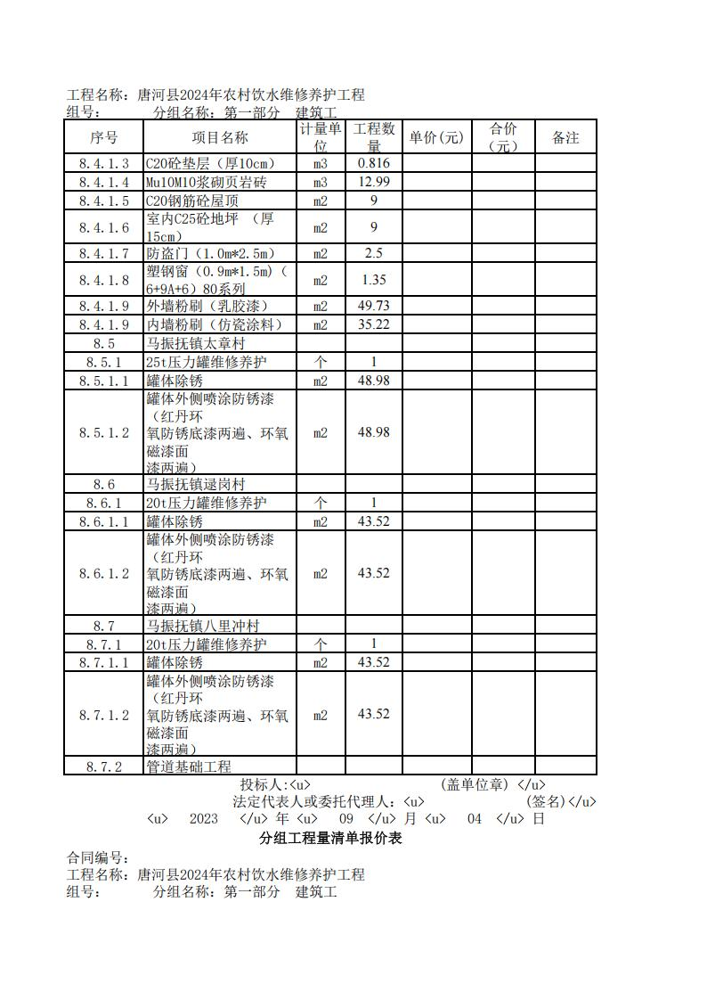 工程名称：唐河县2024年农村饮水维修养护工程
组号：　　　分组名称：第一部分　建筑工
序号 项目名称 计量单位 工程数量 单价(元) 合价（元） 备注
8.4.1.3 C20砼垫层（厚10cm） m3 0.816
8.4.1.4 Mu10M10浆砌页岩砖 m3 12.99
8.4.1.5 C20钢筋砼屋顶 m2 9
8.4.1.6 室内C25砼地坪 （厚
15cm） m2 9
8.4.1.7 防盗门（1.0m*2.5m） m2 2.5
8.4.1.8 塑钢窗（0.9m*1.5m)（
6+9A+6）80系列 m2 1.35
8.4.1.9 外墙粉刷（乳胶漆） m2 49.73
8.4.1.9 内墙粉刷（仿瓷涂料） m2 35.22
8.5 马振抚镇太章村
8.5.1 25t压力罐维修养护 个 1
8.5.1.1 罐体除锈 m2 48.98
8.5.1.2 罐体外侧喷涂防锈漆
（红丹环
氧防锈底漆两遍、环氧
磁漆面
漆两遍） m2 48.98
8.6 马振抚镇逯岗村
8.6.1 20t压力罐维修养护 个 1
8.6.1.1 罐体除锈 m2 43.52
8.6.1.2 罐体外侧喷涂防锈漆
（红丹环
氧防锈底漆两遍、环氧
磁漆面
漆两遍） m2 43.52
8.7 马振抚镇八里冲村
8.7.1 20t压力罐维修养护 个 1
8.7.1.1 罐体除锈 m2 43.52
8.7.1.2 罐体外侧喷涂防锈漆
（红丹环
氧防锈底漆两遍、环氧
磁漆面
漆两遍） m2 43.52
8.7.2 管道基础工程
投标人:<u> (盖单位章) </u>
法定代表人或委托代理人: <u> (签名)</u>
<u> 2023 </u> 年 <u> 09 </u> 月 <u> 04 </u> 日
分组工程量清单报价表
合同编号：
工程名称：唐河县2024年农村饮水维修养护工程
组号：　　　分组名称：第一部分　建筑工